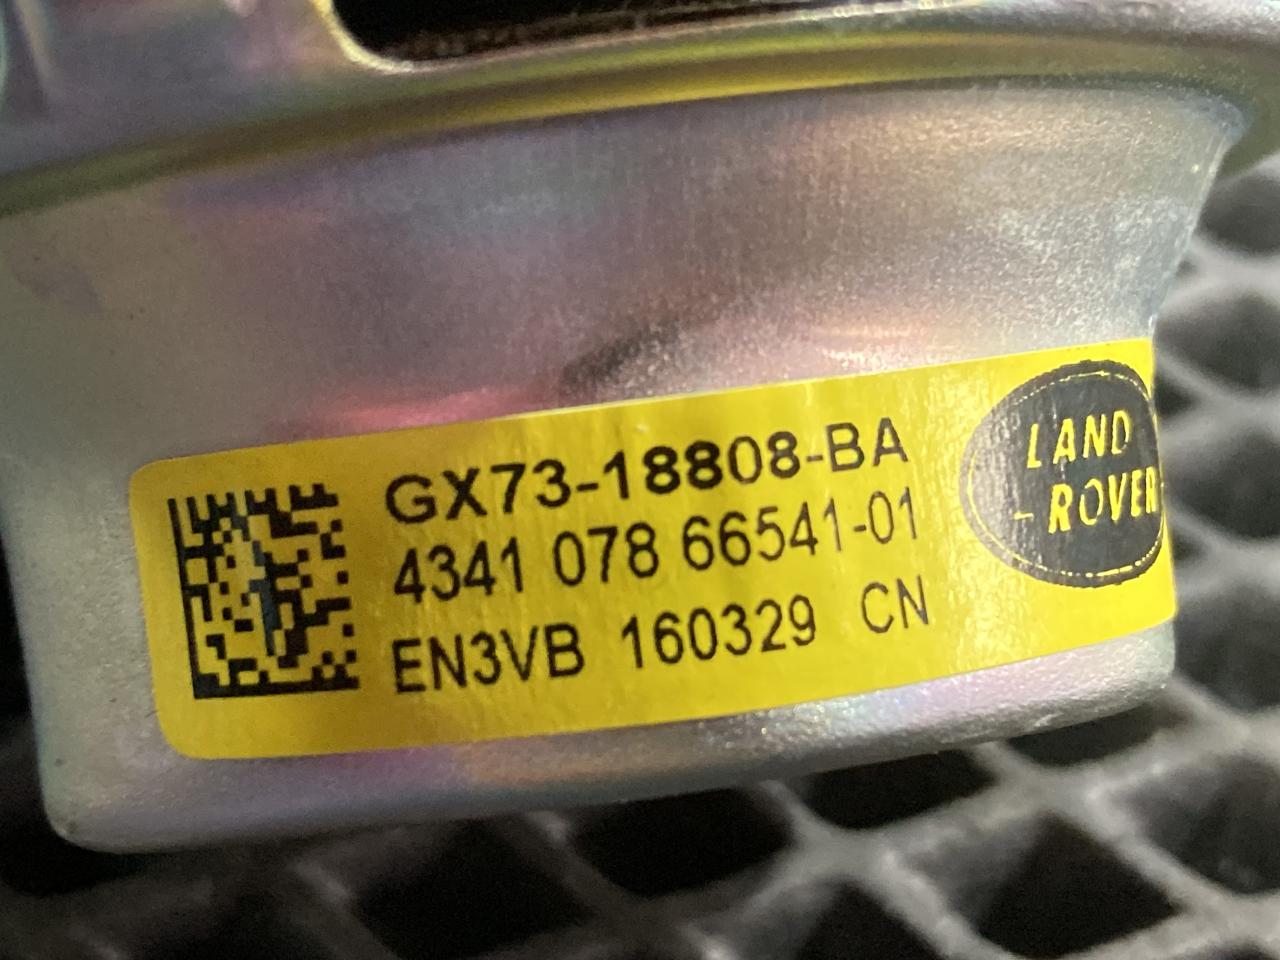 GX73-18808-BA
4341 078 66541-01
EN3VB 160329 CN
LAND
-ROVER-